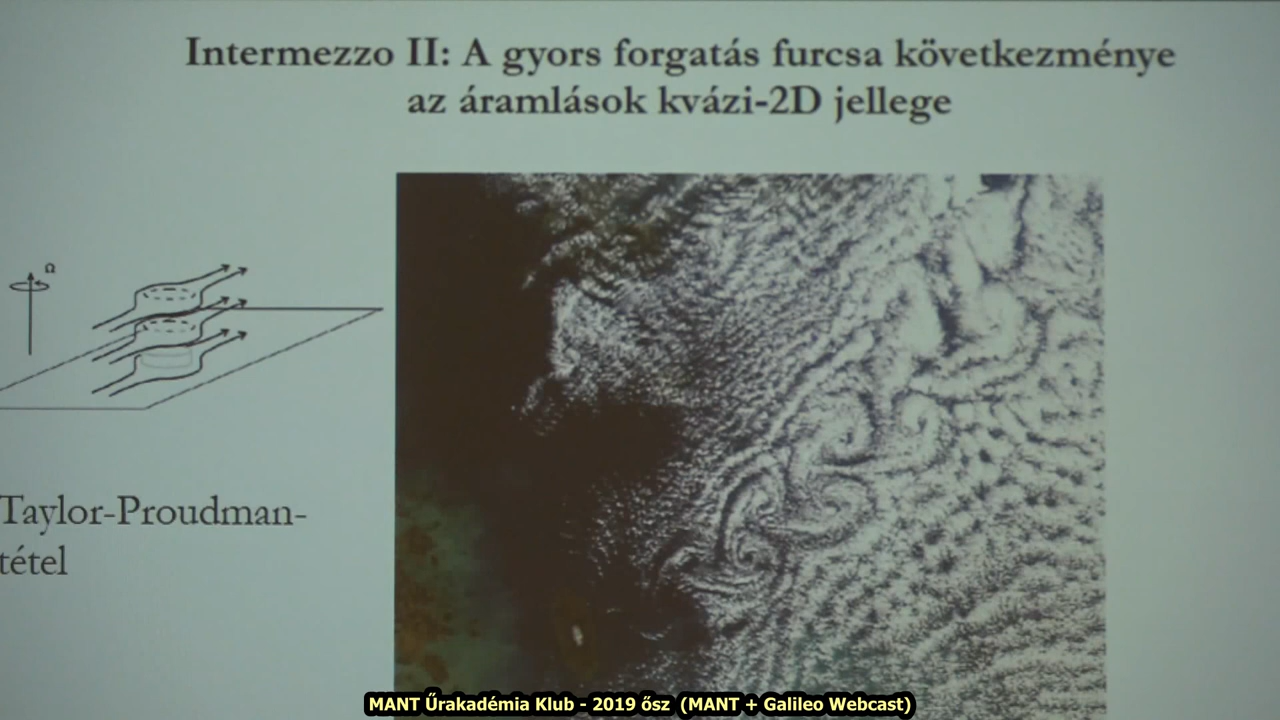 Intermezzo II: A gyors forgatás furcsa következménye
az áramlások kvázi-2D jellege
Ω
Taylor-Proudman-
tétel
MANT Űrakadémia Klub - 2019 ősz (MANT + Galileo Webcast)